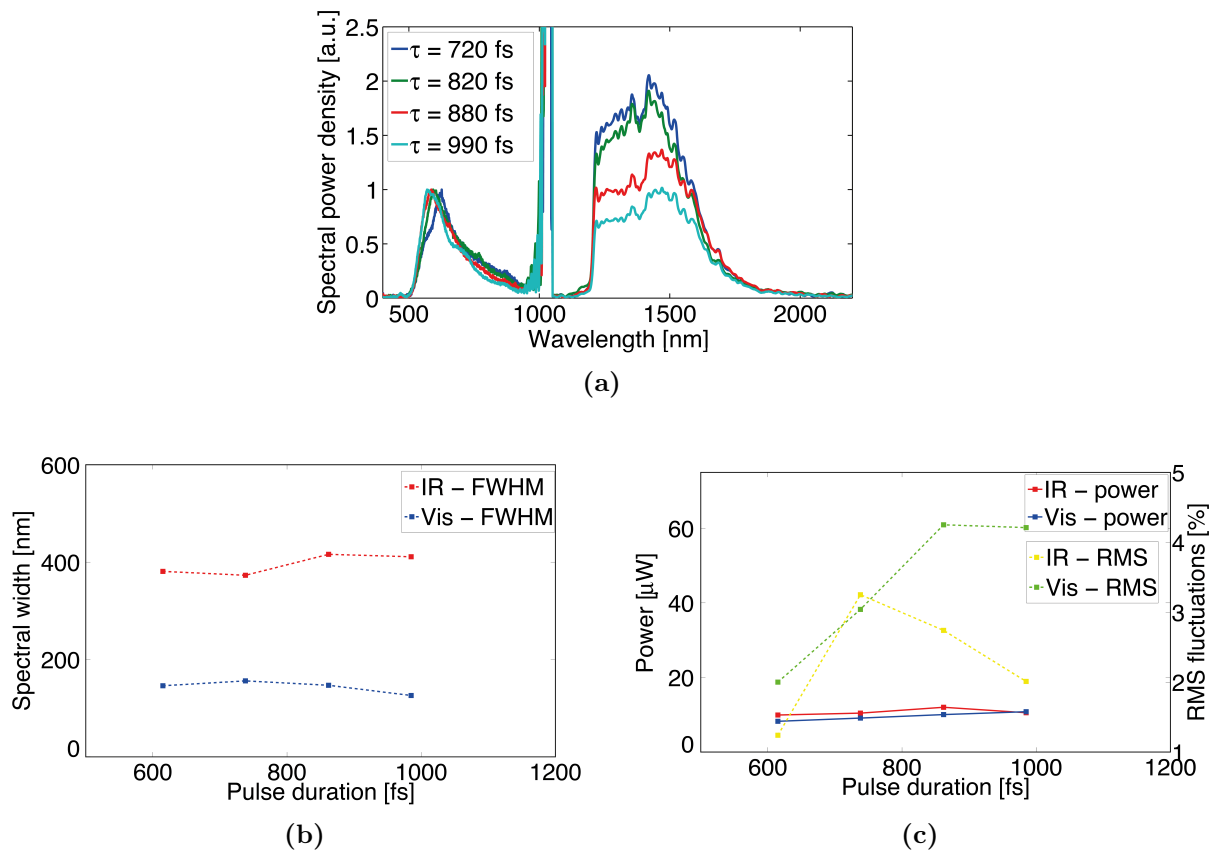 2.5
2
1.5
1
0.5
0
Spectral power density [a.u.]
τ = 720 fs
τ = 820 fs
τ = 880 fs
τ = 990 fs
500 1000 1500 2000
Wavelength [nm]
(a)
600
400
200
0
Spectral width [nm]
IR – FWHM
Vis – FWHM
600 800 1000 1200
Pulse duration [fs]
(b)
60
40
20
0
Power [µW]
IR – power
Vis – power
IR – RMS
Vis – RMS
5
4
3
2
1
RMS fluctuations [%]
600 800 1000 1200
Pulse duration [fs]
(c)